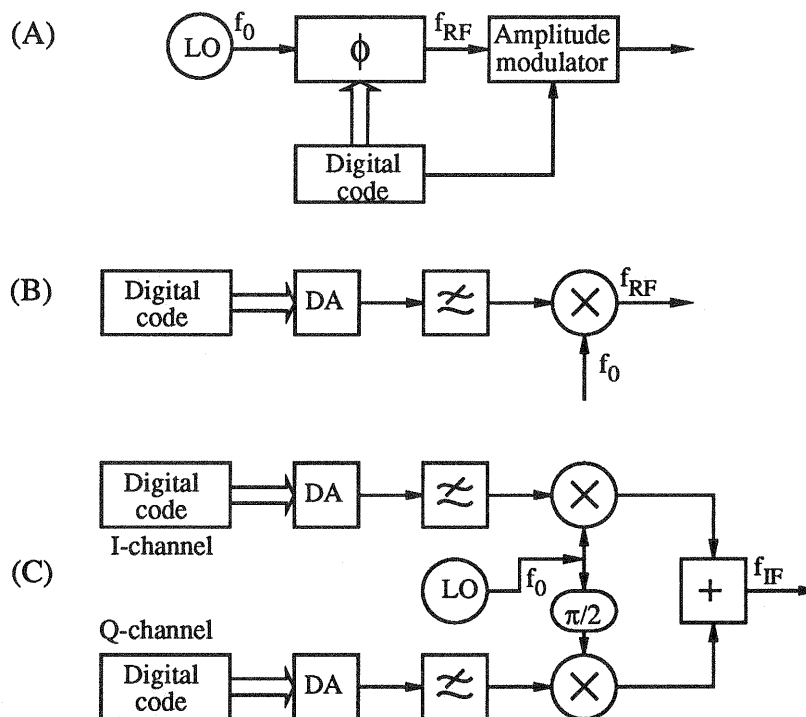 (A)
LO
f0
ϕ
fRF
Amplitude
modulator
Digital
code
(B)
Digital
code
DA
fRF
f0
Digital
code
DA
I-channel
(C)
LO
f0
π/2
+
fIF
Q-channel
Digital
code
DA